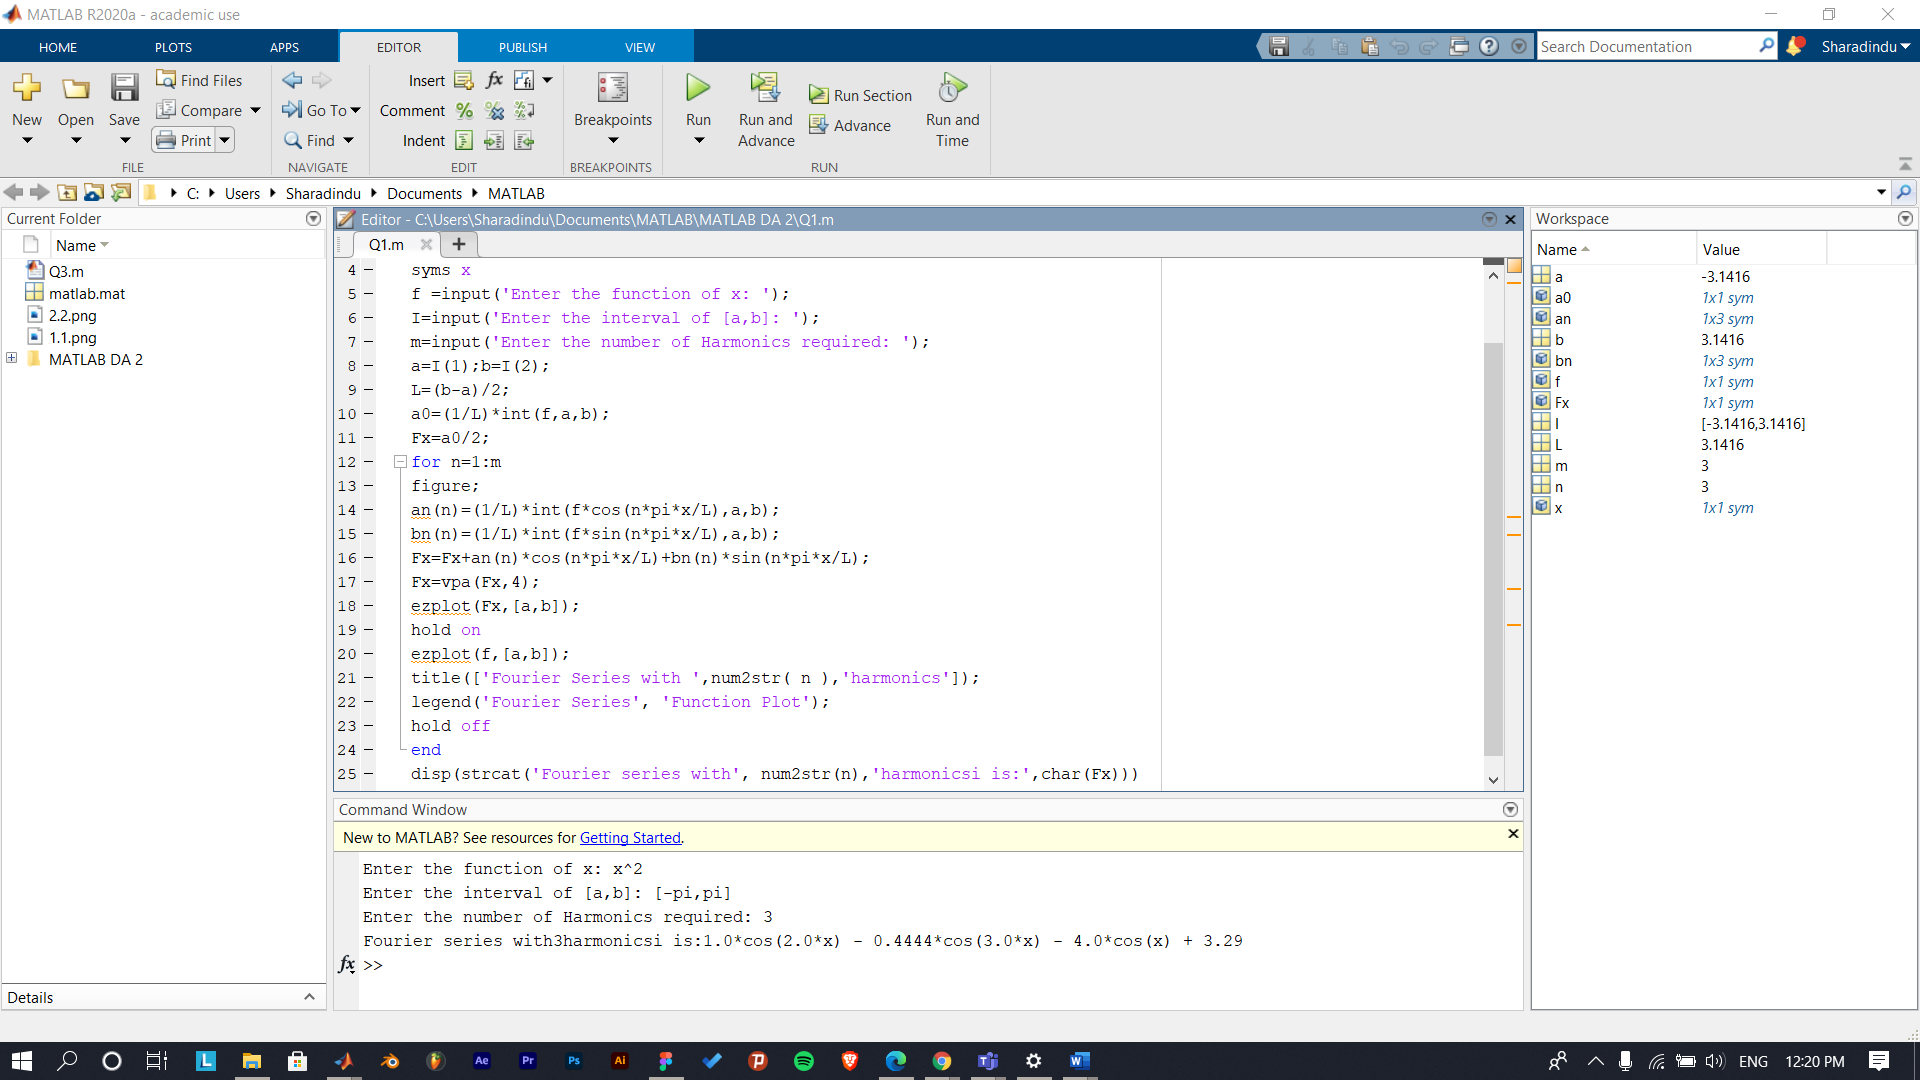 MATLAB R2020a - academic use
HOME PLOTS APPS EDITOR PUBLISH VIEW
Search Documentation
Sharadindu
New Open Save
Find Files
Compare
Print
FILE
Go To
Find
NAVIGATE
Insert
Comment
Indent
EDIT
Breakpoints
BREAKPOINTS
Run
Run and Advance
Run Section
Advance
Run and Time
RUN
C: Users Sharadindu Documents MATLAB
Current Folder
Name
Q3.m
matlab.mat
2.2.png
1.1.png
MATLAB DA 2
Details
Editor - C:\Users\Sharadindu\Documents\MATLAB\MATLAB DA 2\Q1.m
Q1.m
4 – syms x
5 – f =input('Enter the function of x: ');
6 – I=input('Enter the interval of [a,b]: ');
7 – m=input('Enter the number of Harmonics required: ');
8 – a=I(1);b=I(2);
9 – L=(b-a)/2;
10 – a0=(1/L)*int(f,a,b);
11 – Fx=a0/2;
12 – for n=1:m
13 – figure;
14 – an(n)=(1/L)*int(f*cos(n*pi*x/L),a,b);
15 – bn(n)=(1/L)*int(f*sin(n*pi*x/L),a,b);
16 – Fx=Fx+an(n)*cos(n*pi*x/L)+bn(n)*sin(n*pi*x/L);
17 – Fx=vpa(Fx,4);
18 – ezplot(Fx,[a,b]);
19 – hold on
20 – ezplot(f,[a,b]);
21 – title(['Fourier Series with ',num2str( n ),'harmonics']);
22 – legend('Fourier Series', 'Function Plot');
23 – hold off
24 – end
25 – disp(strcat('Fourier series with', num2str(n),'harmonicsi is:',char(Fx)))
Command Window
New to MATLAB? See resources for Getting Started.
Enter the function of x: x^2
Enter the interval of [a,b]: [-pi,pi]
Enter the number of Harmonics required: 3
Fourier series with3harmonicsi is:1.0*cos(2.0*x) - 0.4444*cos(3.0*x) - 4.0*cos(x) + 3.29
fx >>
Workspace
Name Value
a -3.1416
a0 1x1 sym
an 1x3 sym
b 3.1416
bn 1x3 sym
f 1x1 sym
Fx 1x1 sym
I [-3.1416,3.1416]
L 3.1416
m 3
n 3
x 1x1 sym
L Ae Pr Ps Ai W
ENG 12:20 PM